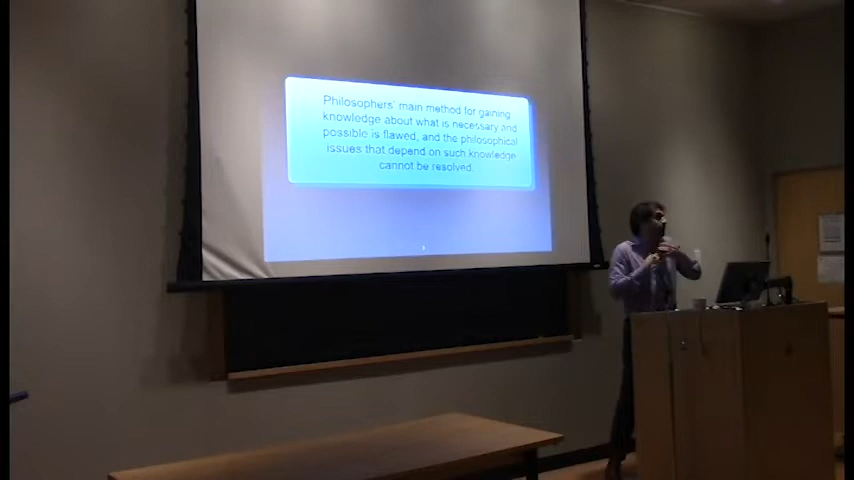 Philosophers' main method for gaining
knowledge about what is necessary and
possible is flawed, and the philosophical
issues that depend on such knowledge
cannot be resolved.